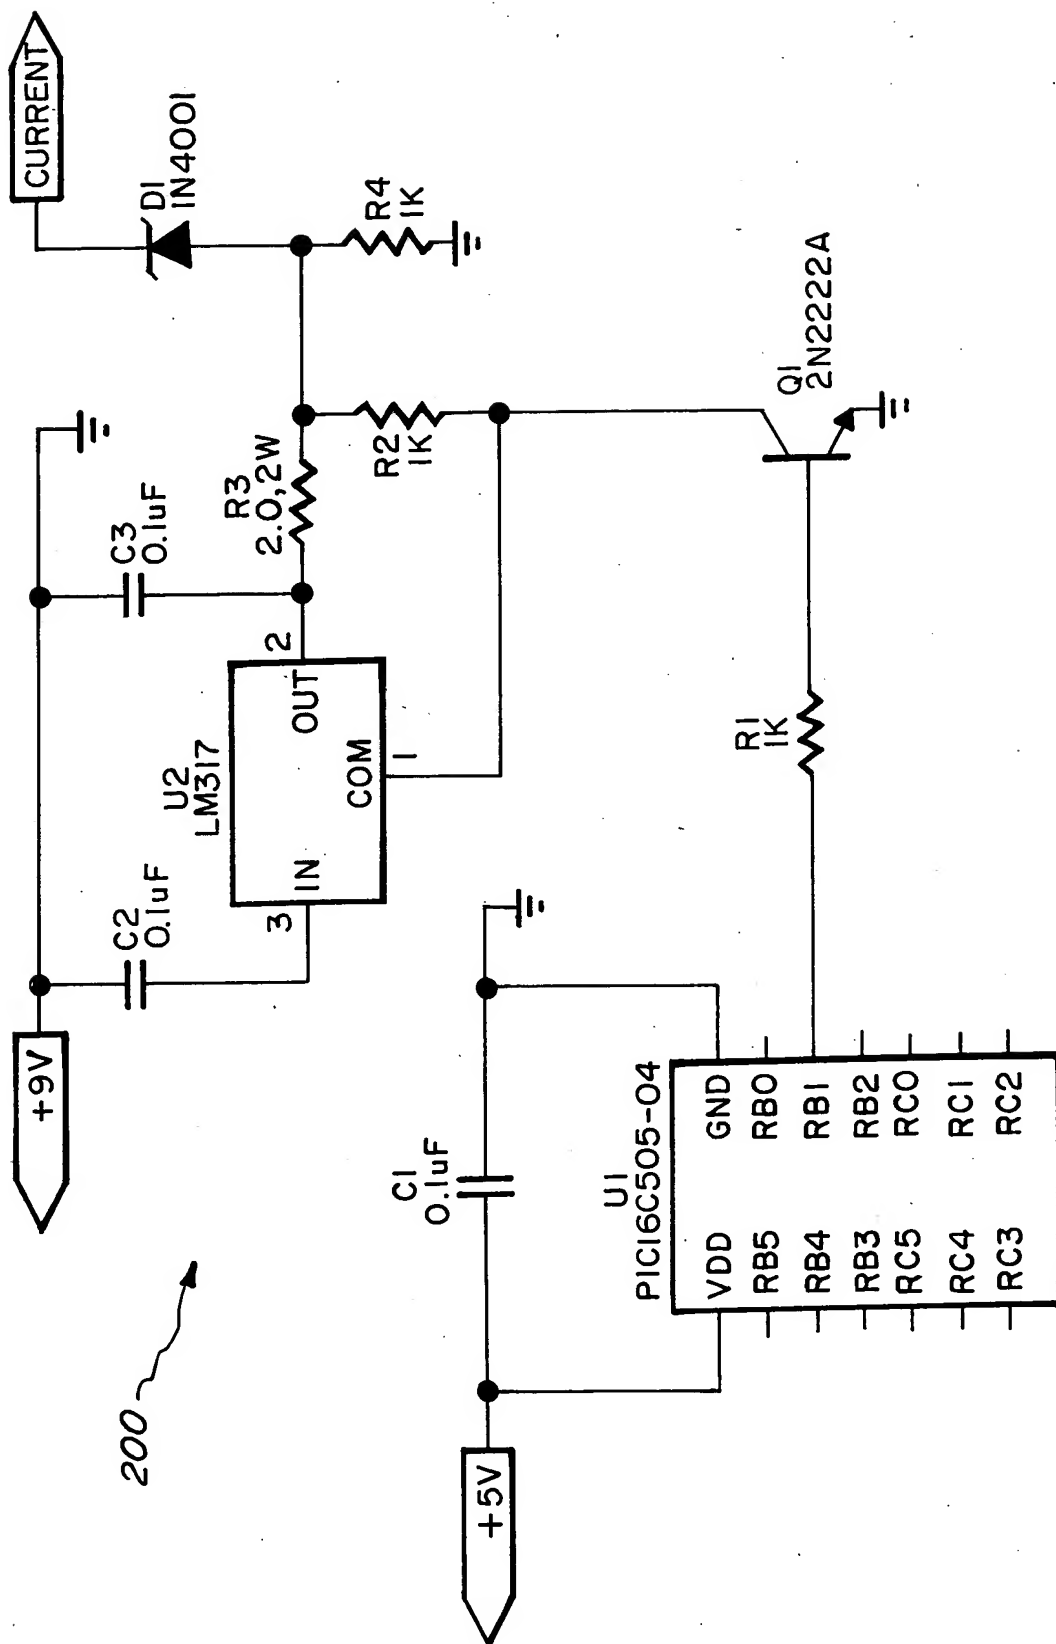 200
+9V
C2
0.1uF
C3
0.1uF
U2
LM317
3
IN
OUT
2
COM
1
R3
2.0,2W
R2
1K
D1
1N4001
CURRENT
R4
1K
+5V
C1
0.1uF
U1
PIC16C505-04
VDD
GND
RB5
RB0
RB4
RB1
RB3
RB2
RC5
RC0
RC4
RC1
RC3
RC2
R1
1K
Q1
2N2222A